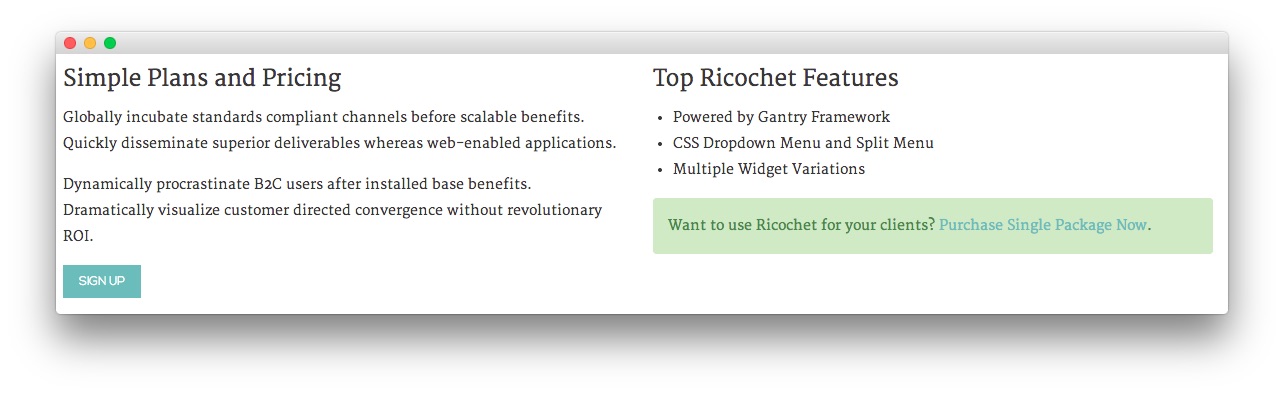 Simple Plans and Pricing
Globally incubate standards compliant channels before scalable benefits.
Quickly disseminate superior deliverables whereas web-enabled applications.
Dynamically procrastinate B2C users after installed base benefits.
Dramatically visualize customer directed convergence without revolutionary
ROI.
SIGN UP
Top Ricochet Features
• Powered by Gantry Framework
• CSS Dropdown Menu and Split Menu
• Multiple Widget Variations
Want to use Ricochet for your clients? Purchase Single Package Now.